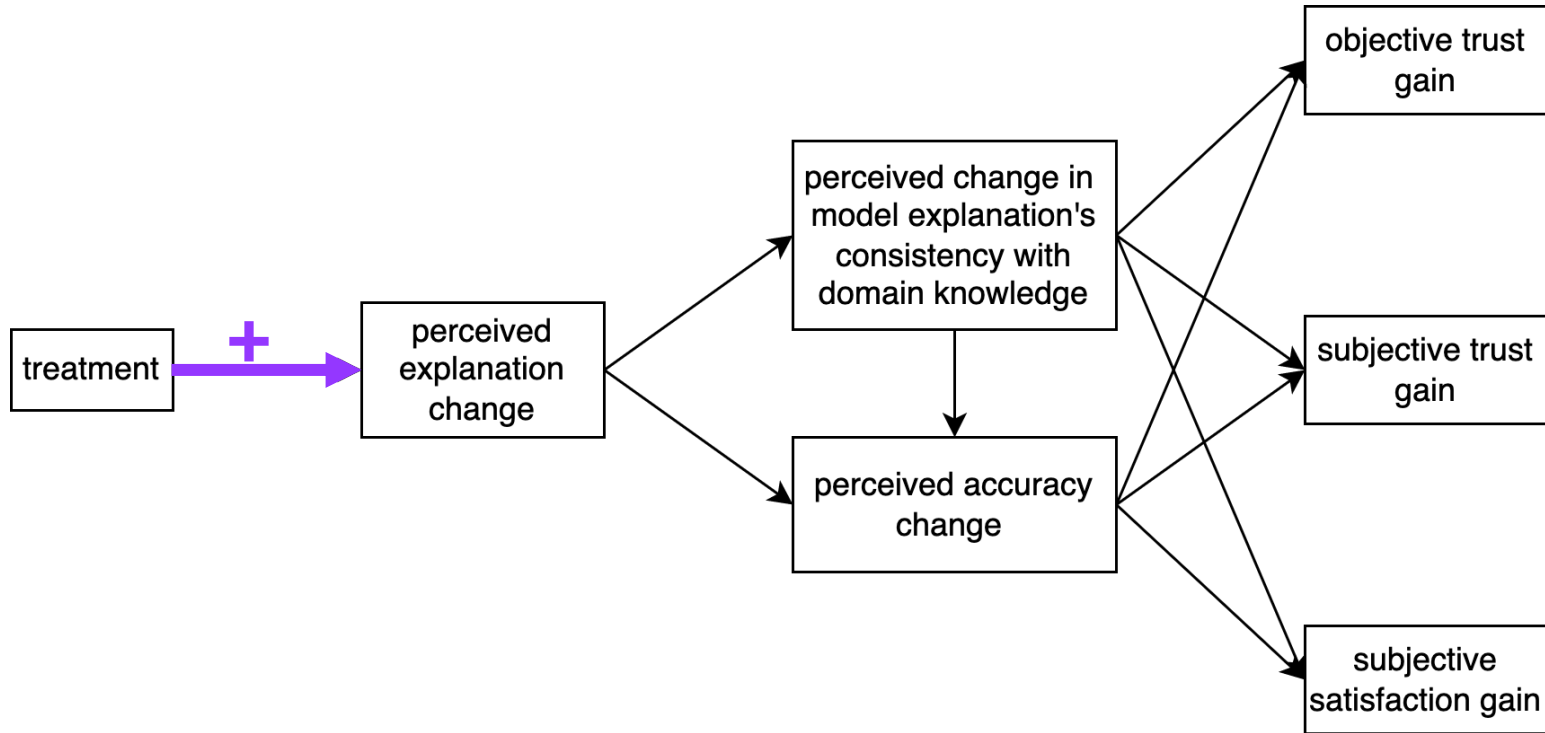 treatment
+
perceived
explanation
change
perceived change in
model explanation's
consistency with
domain knowledge
perceived accuracy
change
objective trust
gain
subjective trust
gain
subjective
satisfaction gain